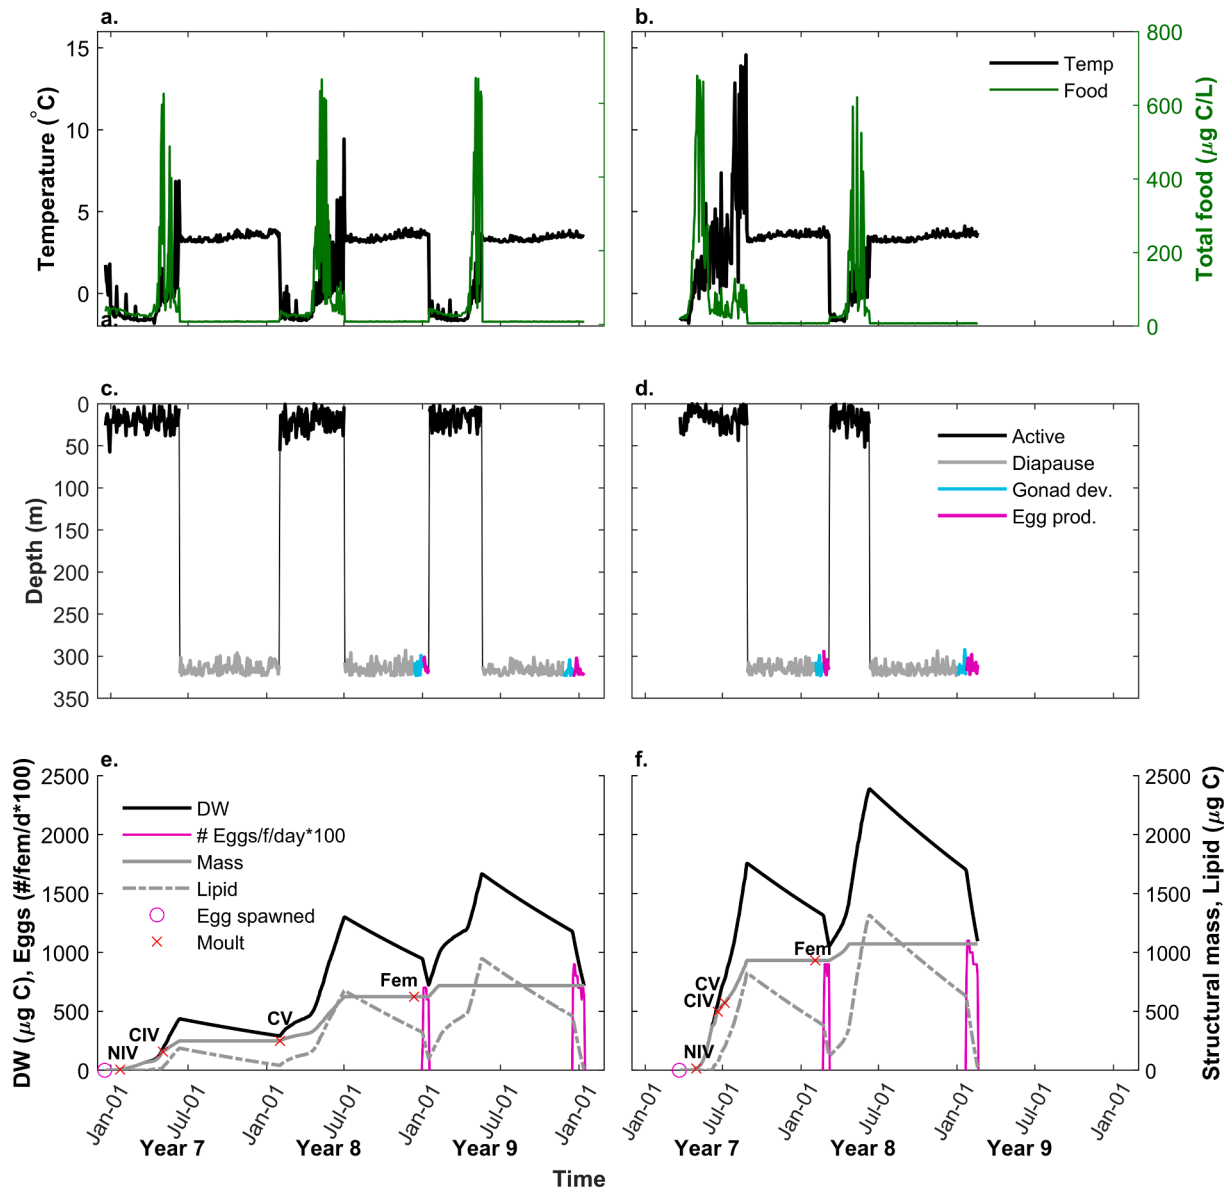 a.
b.
15
10
5
0
Temperature (°C)
a.
Temp
Food
800
600
400
200
0
Total food (µg C/L)
c.
d.
0
50
100
150
200
250
300
350
Depth (m)
Active
Diapause
Gonad dev.
Egg prod.
e.
f.
2500
2000
1500
1000
500
0
DW (µg C), Eggs (#/fem/d*100)
DW
# Eggs/f/day*100
Mass
Lipid
Egg spawned
Moult
NIV
CIV
CV
Fem
NIV
CIV
CV
Fem
2500
2000
1500
1000
500
0
Structural mass, Lipid (µg C)
Jan-01
Jul-01
Jan-01
Jul-01
Jan-01
Jul-01
Jan-01
Jan-01
Jul-01
Jan-01
Jul-01
Jan-01
Jul-01
Jan-01
Year 7
Year 8
Year 9
Year 7
Year 8
Year 9
Time